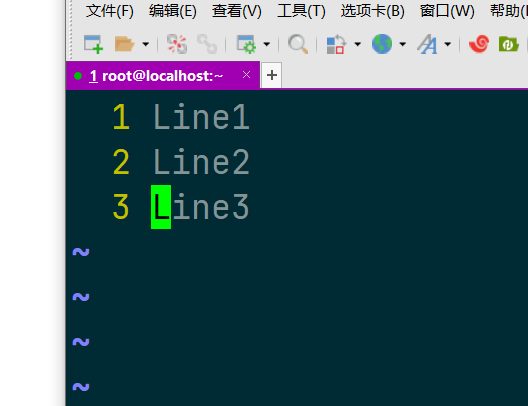 文件(F) 编辑(E) 查看(V) 工具(T) 选项卡(B) 窗口(W) 帮助(
1 root@localhost:~ × +
1 Line1
2 Line2
3 Line3
~
~
~
~